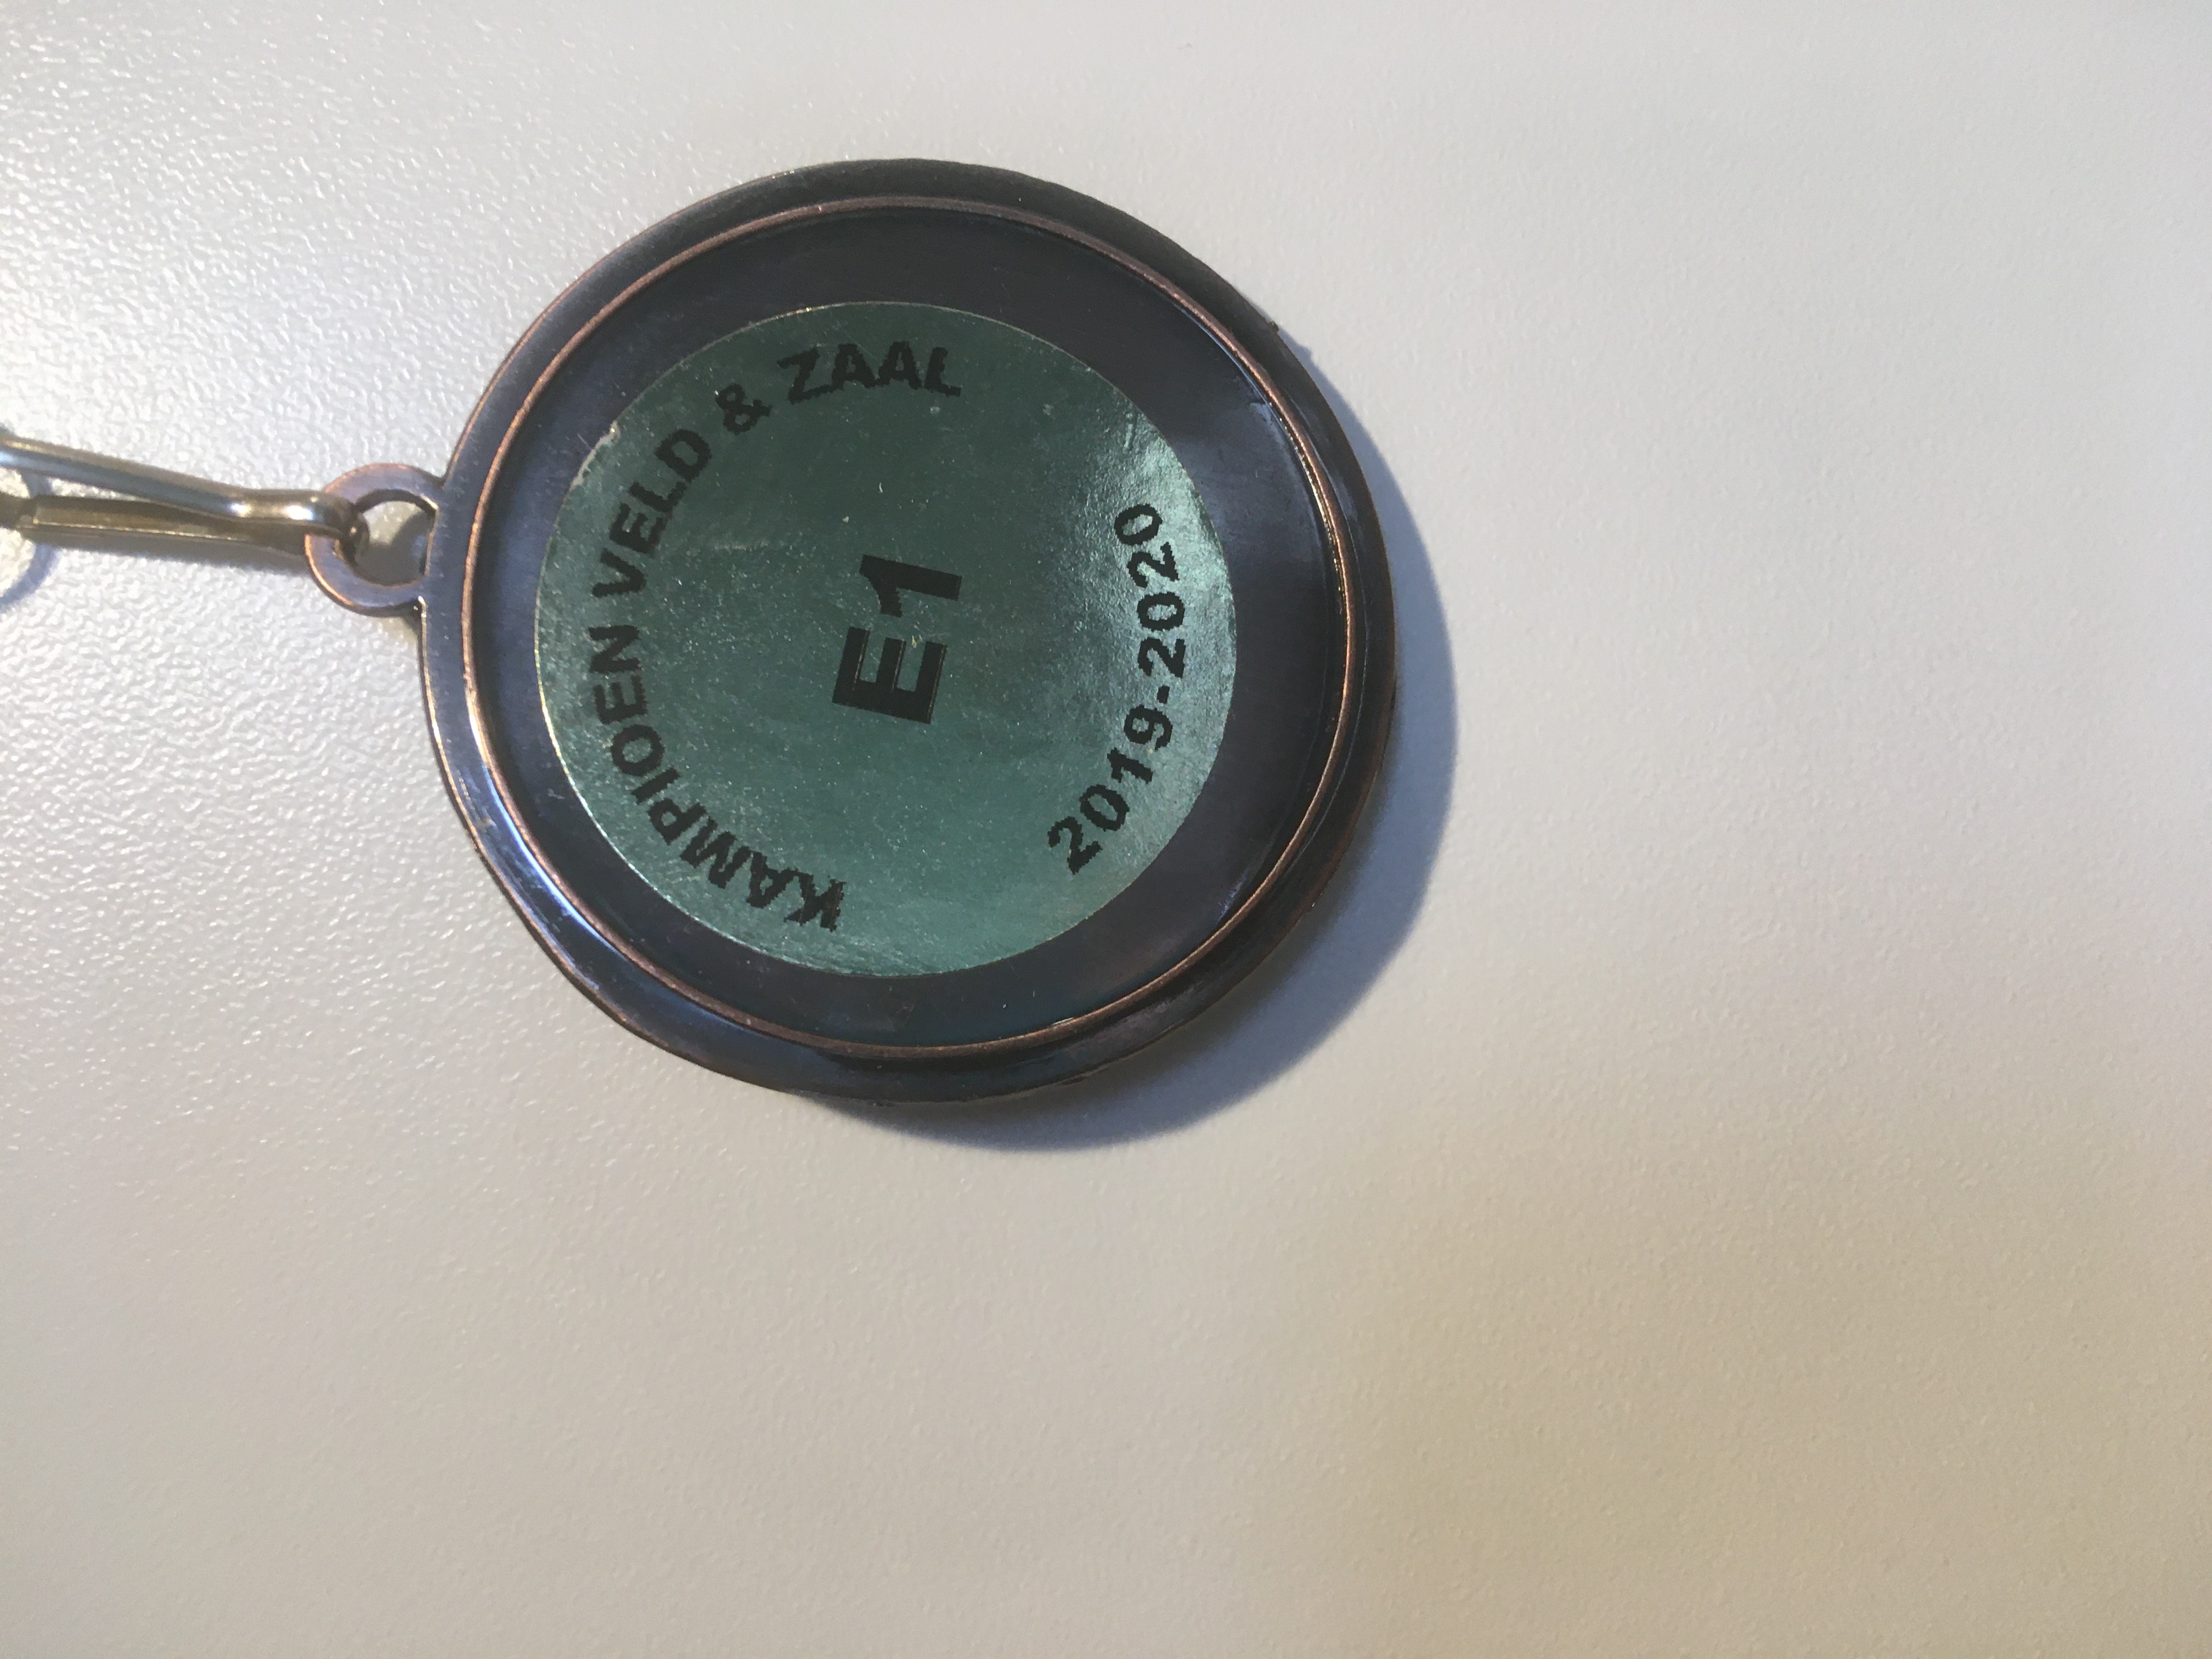 KAMPIOEN VELD & ZAAL
E1
2019-2020